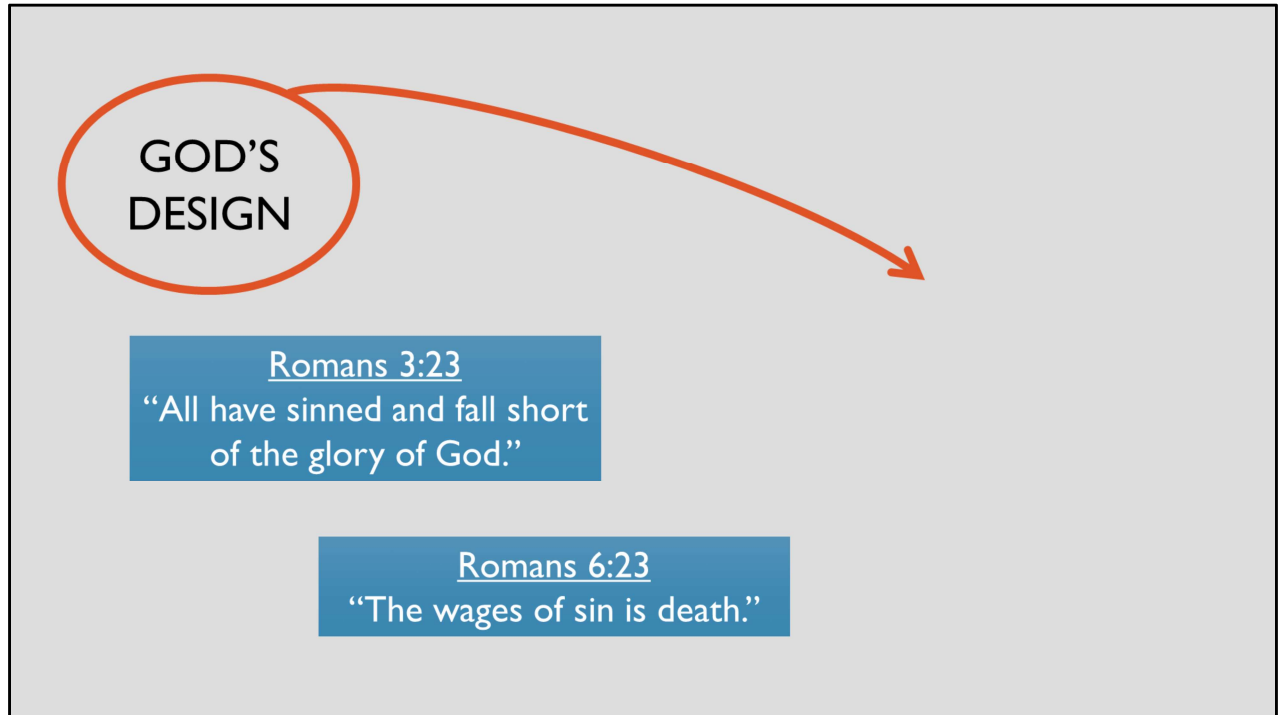 GOD’S
DESIGN
Romans 3:23
“All have sinned and fall short
of the glory of God.”
Romans 6:23
“The wages of sin is death.”